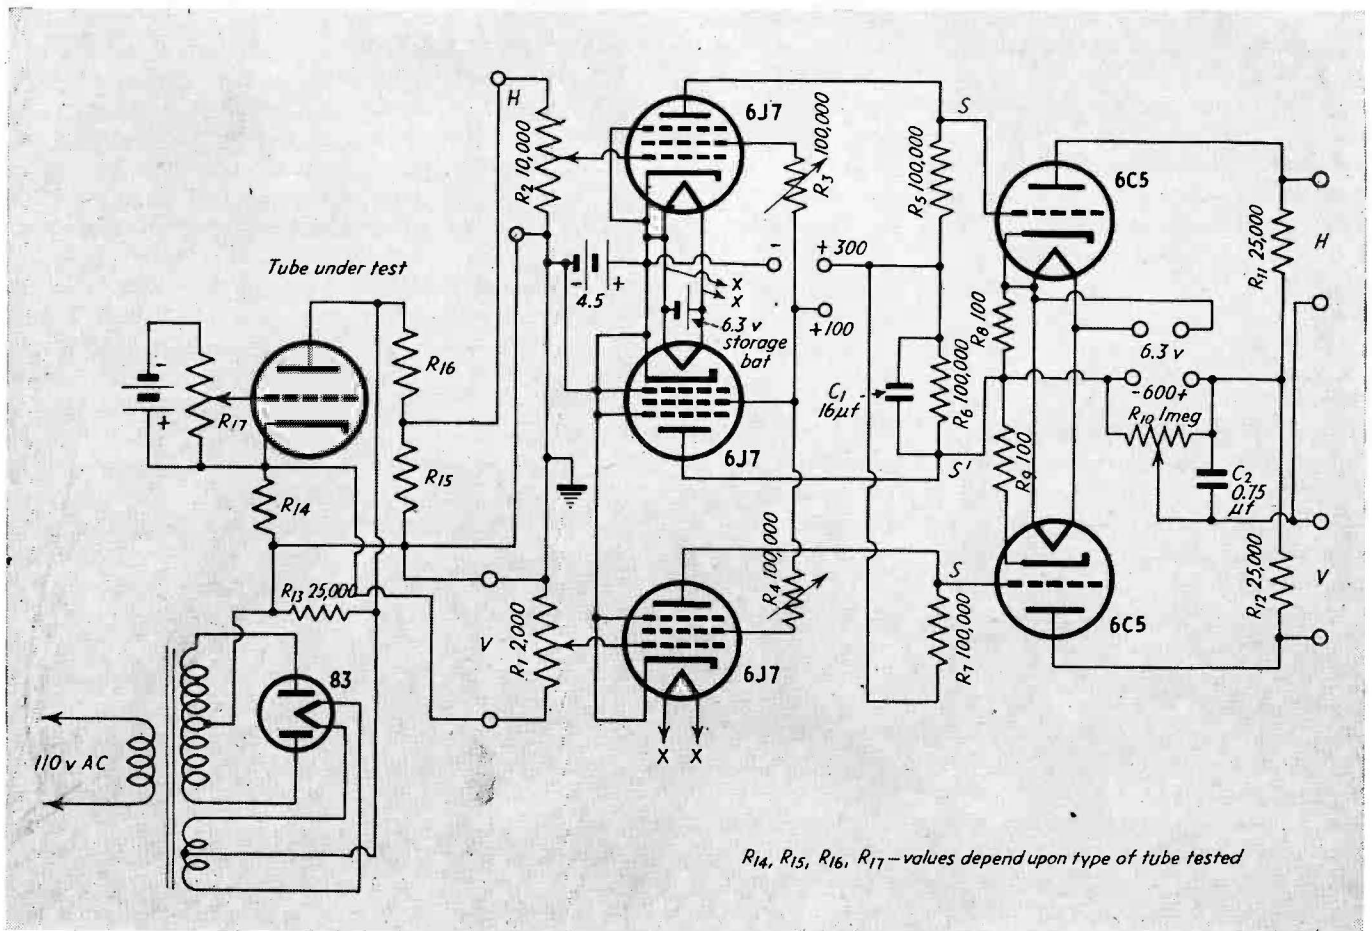 H
R2 10,000
6J7
R3 100,000
S
R5 100,000
6C5
R11 25,000
H
Tube under test
- 4.5 +
-
+ 300
X
X
+100
6.3 v
storage
bat
R8 100
6.3 v
-
+
R17
R16
R15
R14
6J7
C1
16μf
R6 100,000
S'
-600+
R10 1meg
R9 100
C2
0.75
μf
R13 25,000
V
R1 2,000
R4 100,000
6J7
S
R7 100,000
6C5
R12 25,000
V
83
110 v AC
X X
R14, R15, R16, R17 – values depend upon type of tube tested